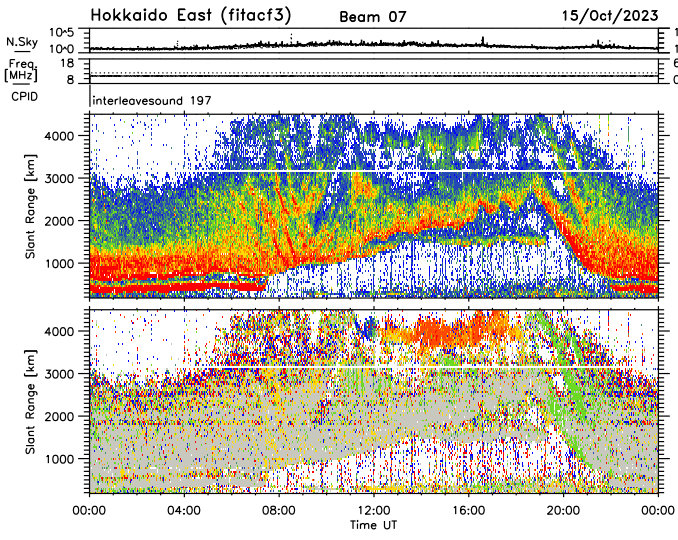 Hokkaido East (fitacf3) Beam 07 15/Oct/2023
N.Sky 10^5 10^0
Freq. [MHz] 18 8
CPID interleavesound 197
Slant Range [km] 4000 3000 2000 1000
Slant Range [km] 4000 3000 2000 1000
00:00 04:00 08:00 12:00 16:00 20:00 00:00
Time UT